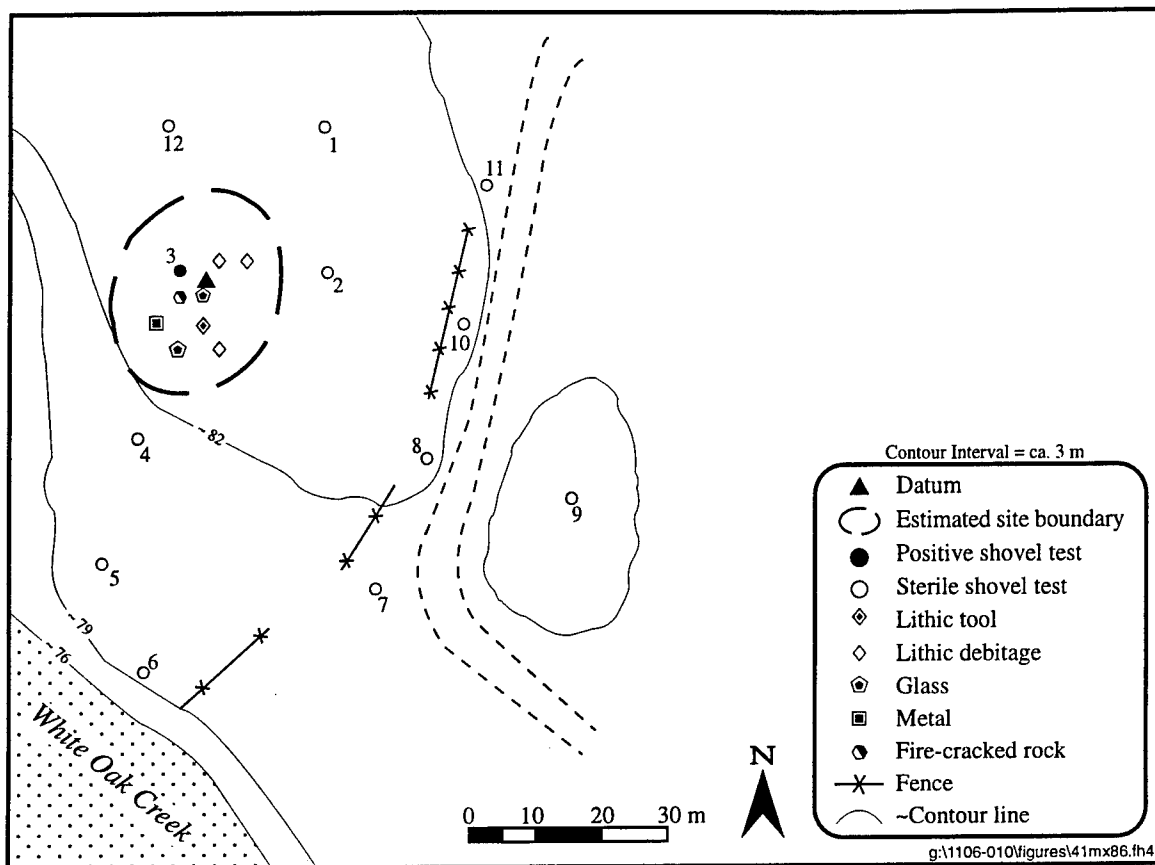 12
1
11
3
2
10
~82
4
8
9
5
7
~79
~76
6
White Oak Creek
N
0 10 20 30 m
Contour Interval = ca. 3 m
Datum
Estimated site boundary
Positive shovel test
Sterile shovel test
Lithic tool
Lithic debitage
Glass
Metal
Fire-cracked rock
Fence
~Contour line
g:\1106-010\figures\41mx86.fh4